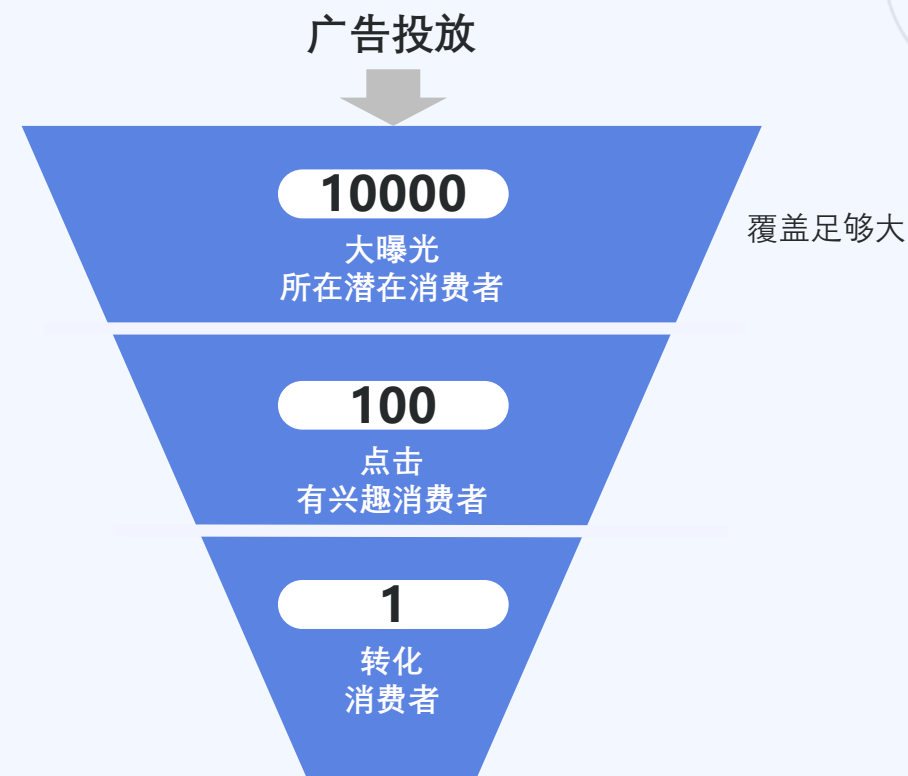 广告投放
10000
大曝光
所在潜在消费者
覆盖足够大
100
点击
有兴趣消费者
1
转化
消费者